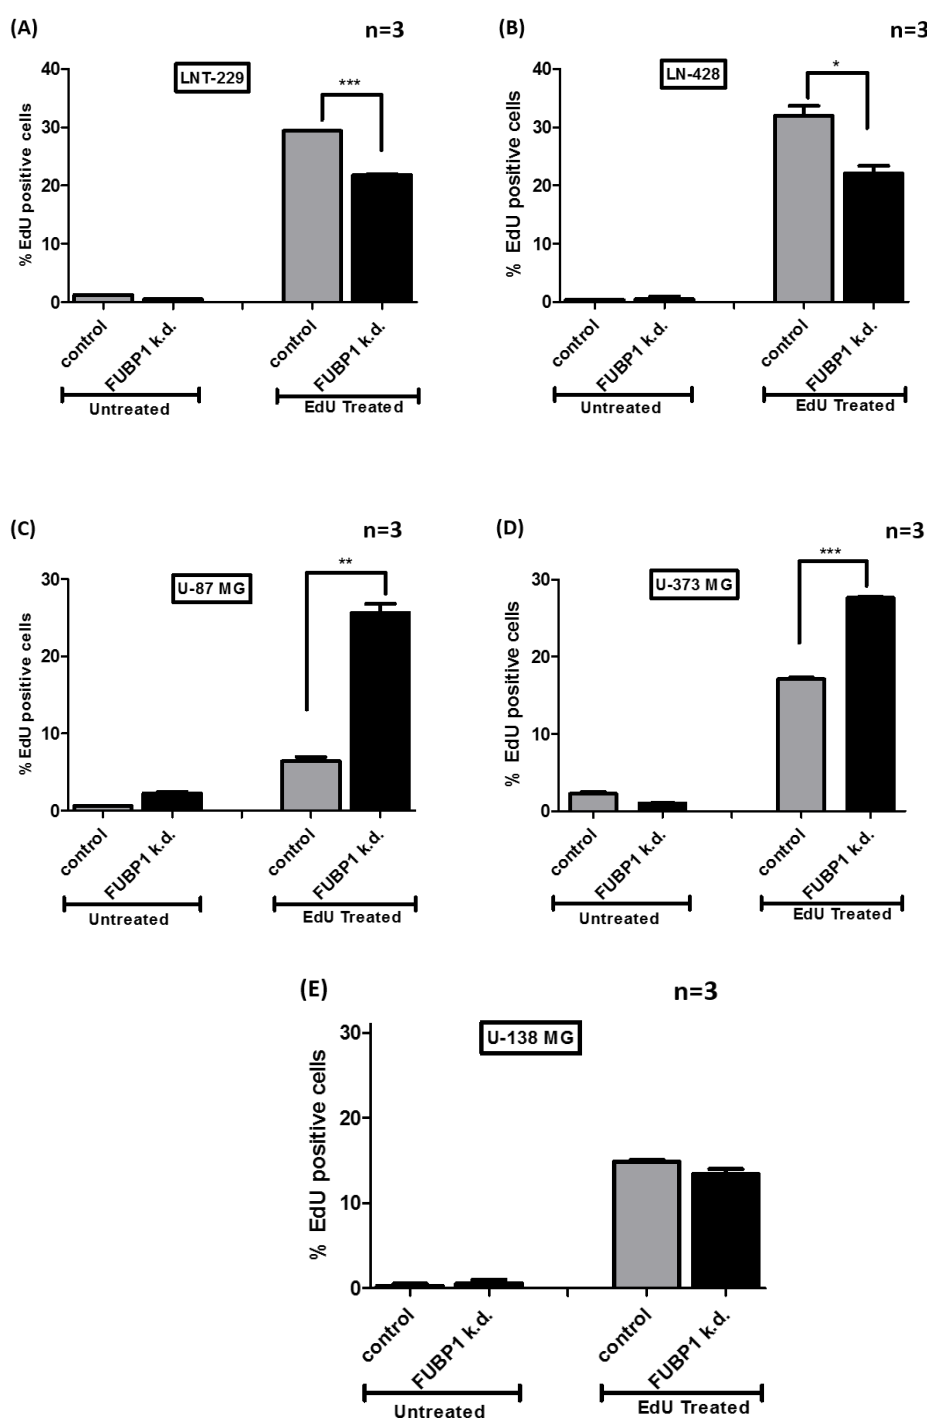 (A)
n=3
LNT-229
***
% EdU positive cells
40
30
20
10
0
control
FUBP1 k.d.
control
FUBP1 k.d.
Untreated
EdU Treated
(B)
n=3
LN-428
*
% EdU positive cells
40
30
20
10
0
control
FUBP1 k.d.
control
FUBP1 k.d.
Untreated
EdU Treated
(C)
n=3
U-87 MG
**
% EdU positive cells
30
20
10
0
control
FUBP1 k.d.
control
FUBP1 k.d.
Untreated
EdU Treated
(D)
n=3
U-373 MG
***
% EdU positive cells
30
20
10
0
control
FUBP1 k.d.
control
FUBP1 k.d.
Untreated
EdU Treated
(E)
n=3
U-138 MG
% EdU positive cells
30
20
10
0
control
FUBP1 k.d.
control
FUBP1 k.d.
Untreated
EdU Treated